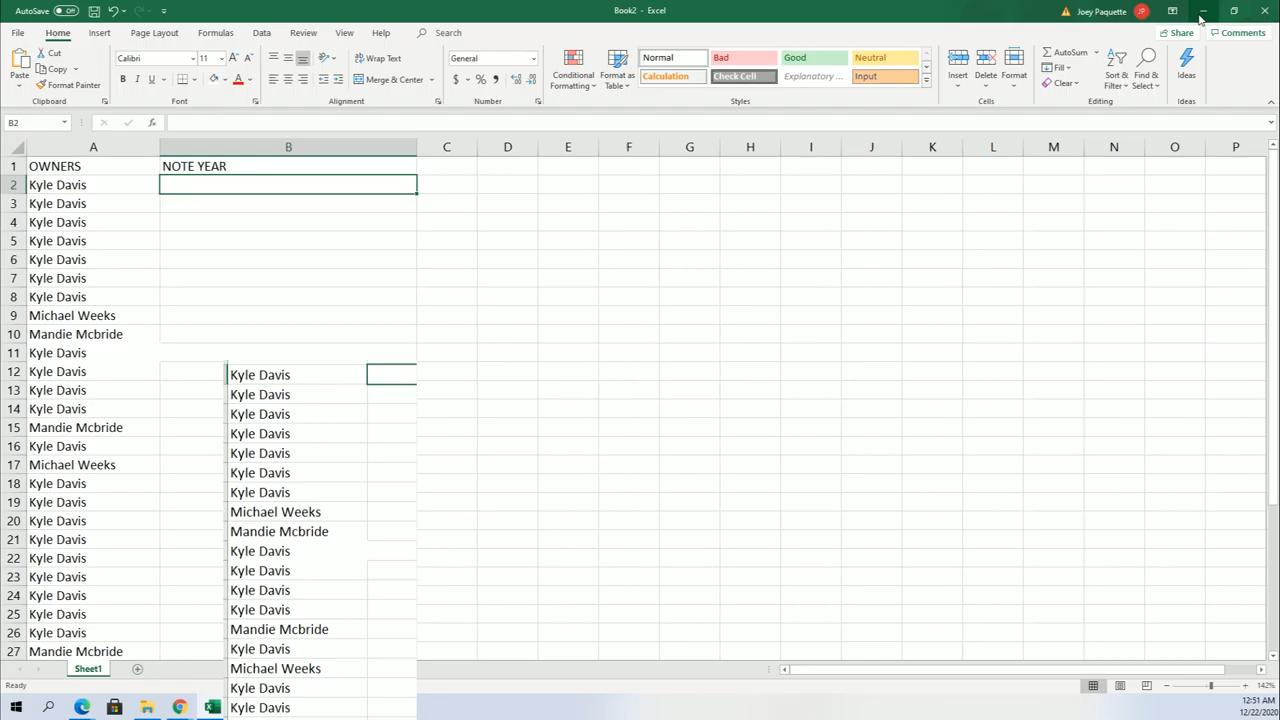 AutoSave Off Book2 - Excel Joey Paquette JP
File Home Insert Page Layout Formulas Data Review View Help Search Share Comments
Paste Cut Copy Format Painter Clipboard
Calibri 11 B I U A A Font
Wrap Text Merge & Center Alignment
General $ % Number
Conditional Formatting Format as Table
Normal Bad Good Neutral
Calculation Check Cell Explanatory ... Input
Styles
Insert Delete Format Cells
AutoSum Fill Clear Sort & Filter Find & Select Editing
Ideas Ideas
B2 fx
A B C D E F G H I J K L M N O P
1 OWNERS NOTE YEAR
2 Kyle Davis
3 Kyle Davis
4 Kyle Davis
5 Kyle Davis
6 Kyle Davis
7 Kyle Davis
8 Kyle Davis
9 Michael Weeks
10 Mandie Mcbride
11 Kyle Davis
12 Kyle Davis
13 Kyle Davis
14 Kyle Davis
15 Mandie Mcbride
16 Kyle Davis
17 Michael Weeks
18 Kyle Davis
19 Kyle Davis
20 Kyle Davis
21 Kyle Davis
22 Kyle Davis
23 Kyle Davis
24 Kyle Davis
25 Kyle Davis
26 Kyle Davis
27 Mandie Mcbride
Kyle Davis
Kyle Davis
Kyle Davis
Kyle Davis
Kyle Davis
Kyle Davis
Kyle Davis
Michael Weeks
Mandie Mcbride
Kyle Davis
Kyle Davis
Kyle Davis
Kyle Davis
Mandie Mcbride
Kyle Davis
Michael Weeks
Kyle Davis
Kyle Davis
Sheet1
Ready 142%
12:51 AM
12/22/2020